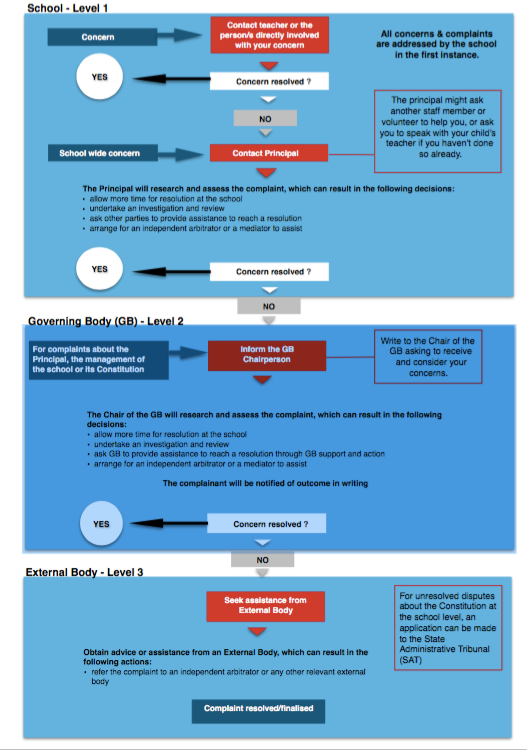 School - Level 1
Concern
Contact teacher or the
person/s directly involved
with your concern
All concerns & complaints
are addressed by the school
in the first instance.
YES
Concern resolved ?
NO
The principal might ask
another staff member or
volunteer to help you, or ask
you to speak with your child's
teacher if you haven't done
so already.
School wide concern
Contact Principal
The Principal will research and assess the complaint, which can result in the following decisions:
• allow more time for resolution at the school
• undertake an investigation and review
• ask other parties to provide assistance to reach a resolution
• arrange for an independent arbitrator or a mediator to assist
YES
Concern resolved ?
NO
Governing Body (GB) - Level 2
For complaints about the
Principal, the management of
the school or its Constitution
Inform the GB
Chairperson
Write to the Chair of the
GB asking to receive
and consider your
concerns.
The Chair of the GB will research and assess the complaint, which can result in the following
decisions:
• allow more time for resolution at the school
• undertake an investigation and review
• ask GB to provide assistance to reach a resolution through GB support and action
• arrange for an independent arbitrator or a mediator to assist
The complainant will be notified of outcome in writing
YES
Concern resolved ?
NO
External Body - Level 3
Seek assistance from
External Body
For unresolved disputes
about the Constitution at
the school level, an
application can be made
to the State
Administrative Tribunal
(SAT)
Obtain advice or assistance from an External Body, which can result in the
following actions:
• refer the complaint to an independent arbitrator or any other relevant external
body
Complaint resolved/finalised